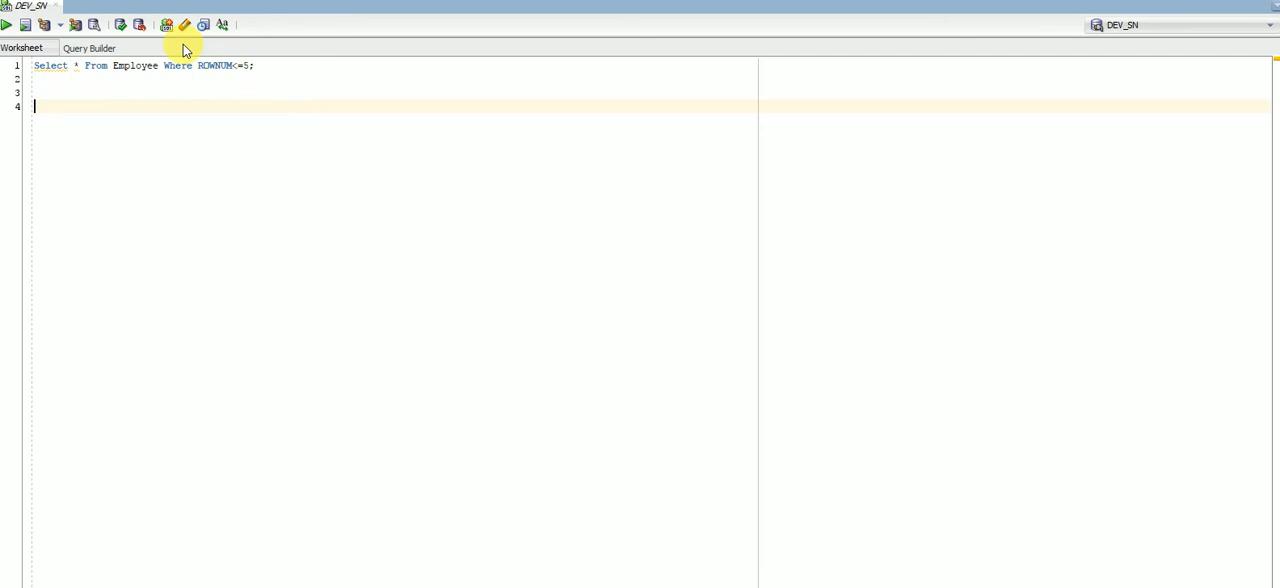 DEV_SN
DEV_SN
Worksheet Query Builder
1 Select * From Employee Where ROWNUM<=5;
2
3
4